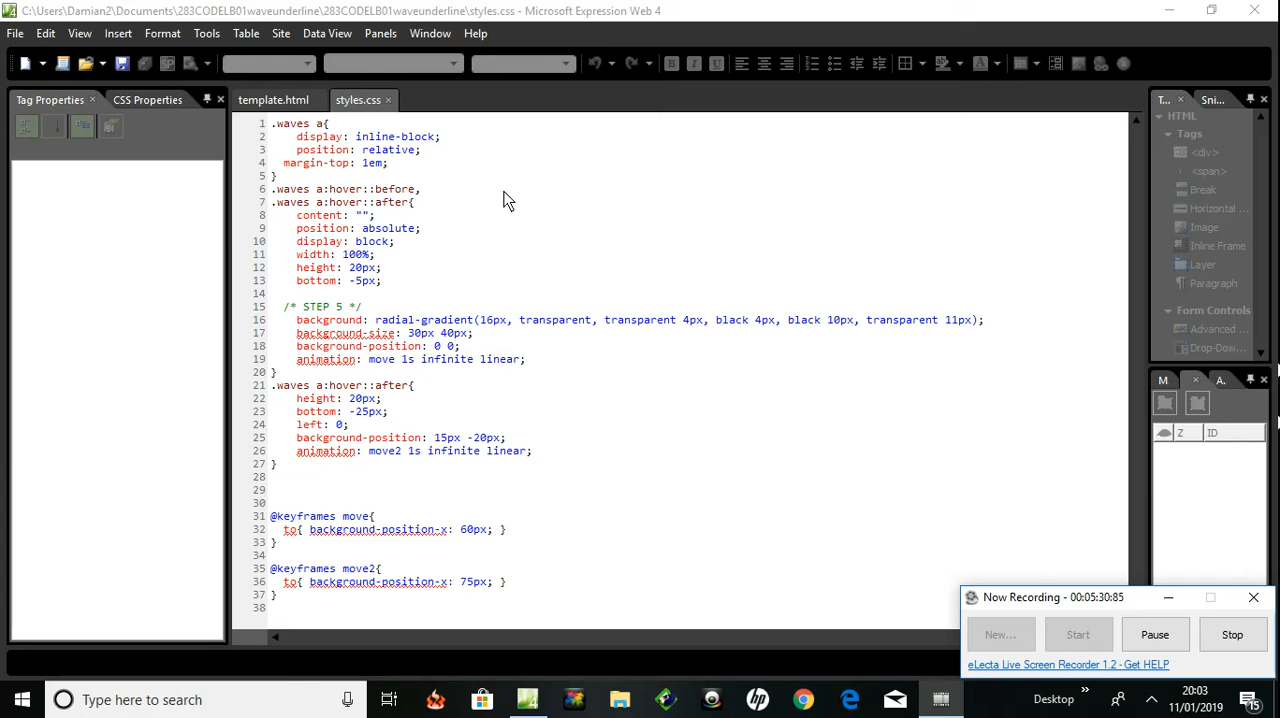 C:\Users\Damian2\Documents\283CODELB01waveunderline\283CODELB01waveunderline\styles.css - Microsoft Expression Web 4
File Edit View Insert Format Tools Table Site Data View Panels Window Help
Tag Properties CSS Properties template.html styles.css T... Sni...
1 .waves a{
2 display: inline-block;
3 position: relative;
4 margin-top: 1em;
5 }
6 .waves a:hover::before,
7 .waves a:hover::after{
8 content: "";
9 position: absolute;
10 display: block;
11 width: 100%;
12 height: 20px;
13 bottom: -5px;
14
15 /* STEP 5 */
16 background: radial-gradient(16px, transparent, transparent 4px, black 4px, black 10px, transparent 11px);
17 background-size: 30px 40px;
18 background-position: 0 0;
19 animation: move 1s infinite linear;
20 }
21 .waves a:hover::after{
22 height: 20px;
23 bottom: -25px;
24 left: 0;
25 background-position: 15px -20px;
26 animation: move2 1s infinite linear;
27 }
28
29
30
31 @keyframes move{
32 to{ background-position-x: 60px; }
33 }
34
35 @keyframes move2{
36 to{ background-position-x: 75px; }
37 }
38
HTML
Tags
<div>
<span>
Break
Horizontal ...
Image
Inline Frame
Layer
Paragraph
Form Controls
Advanced ...
Drop-Dow...
M A.
Z ID
Now Recording - 00:05:30:85
New... Start Pause Stop
eLecta Live Screen Recorder 1.2 - Get HELP
Type here to search
Desktop
20:03
11/01/2019
15